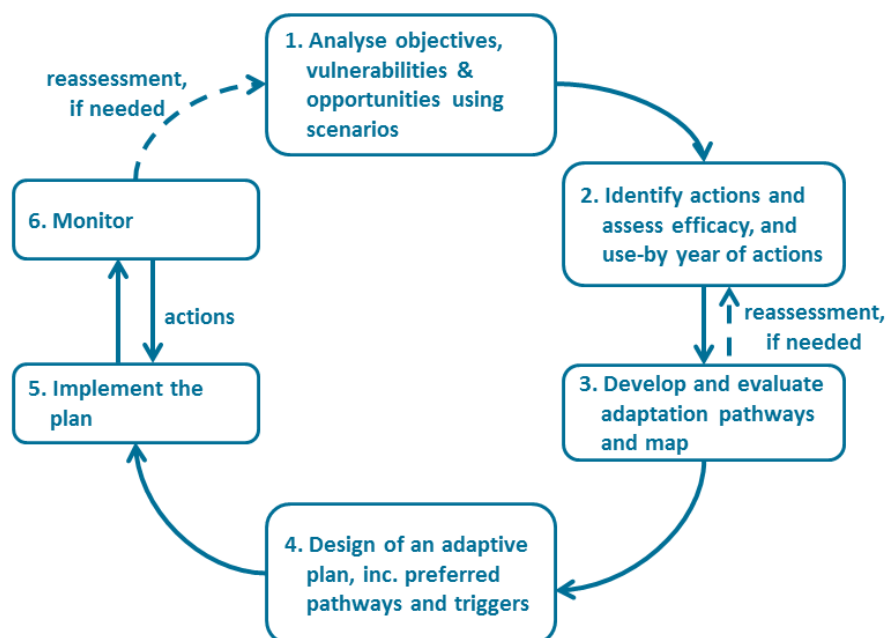 1. Analyse objectives,
vulnerabilities &
opportunities using
scenarios
reassessment,
if needed
2. Identify actions and
assess efficacy, and
use-by year of actions
reassessment,
if needed
3. Develop and evaluate
adaptation pathways
and map
4. Design of an adaptive
plan, inc. preferred
pathways and triggers
5. Implement the
plan
actions
6. Monitor